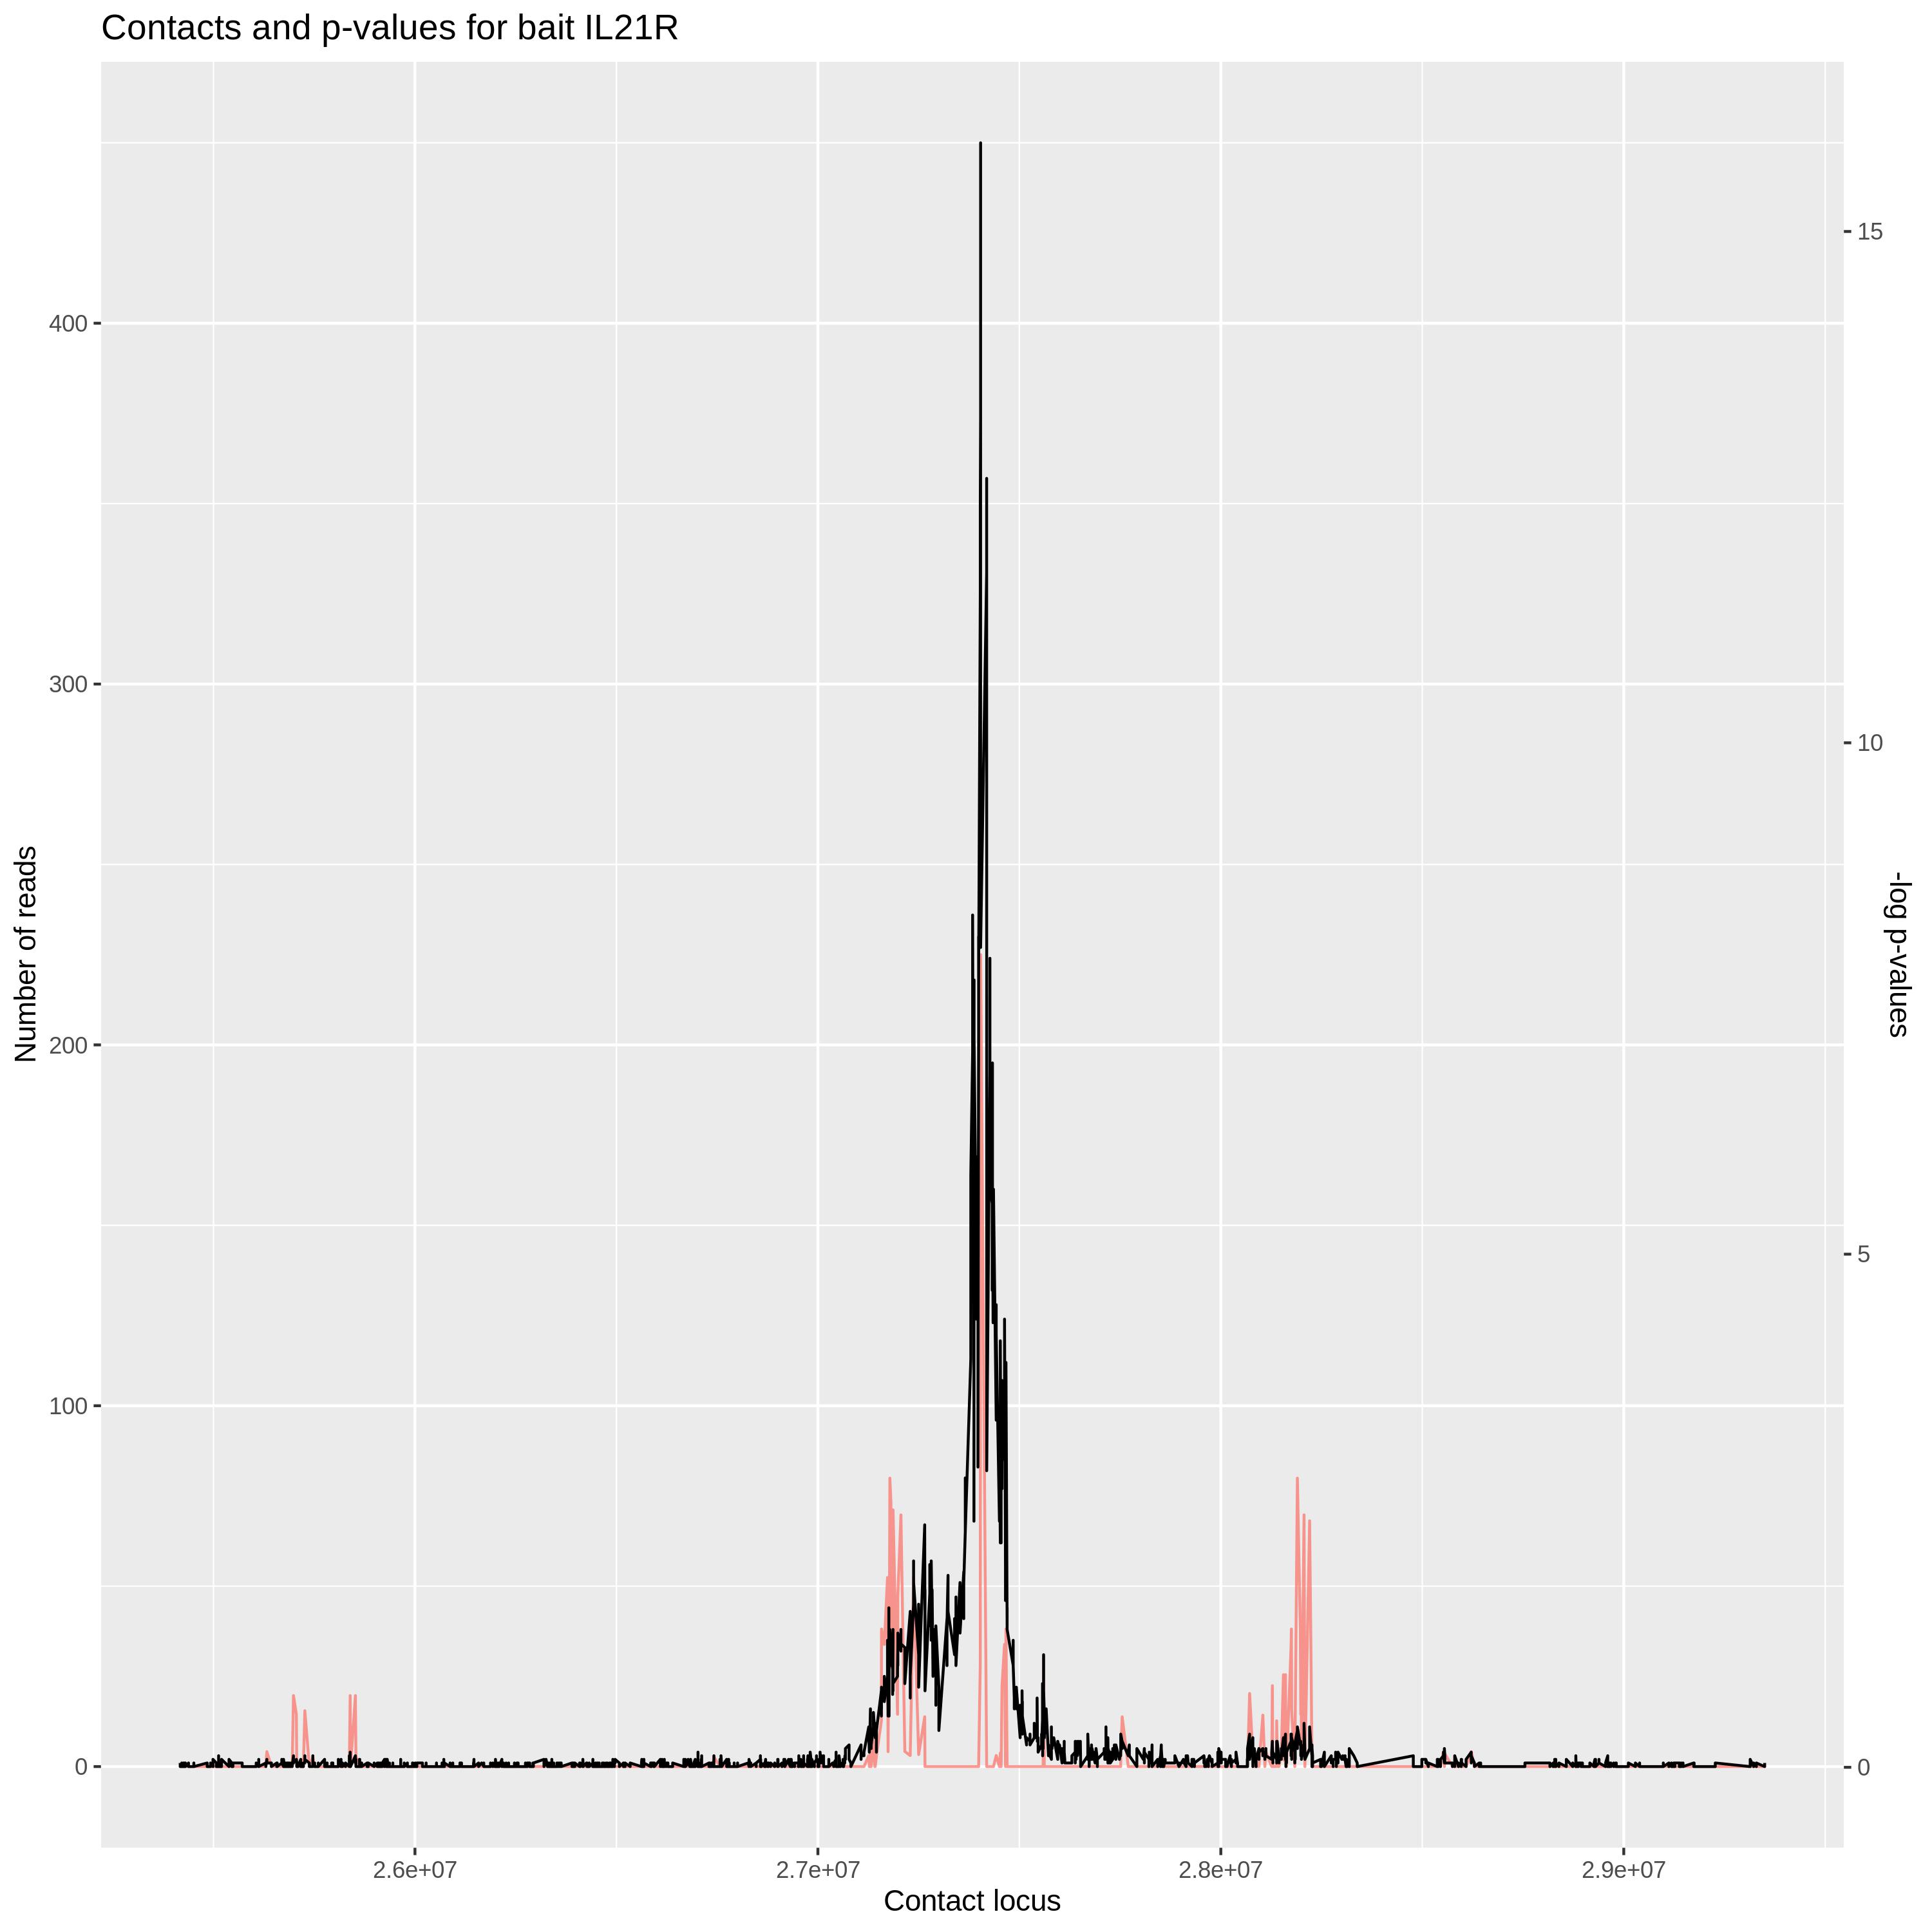 Contacts and p-values for bait IL21R
Number of reads
400
300
200
100
0
15
10
5
0
-log p-values
2.6e+07
2.7e+07
2.8e+07
2.9e+07
Contact locus